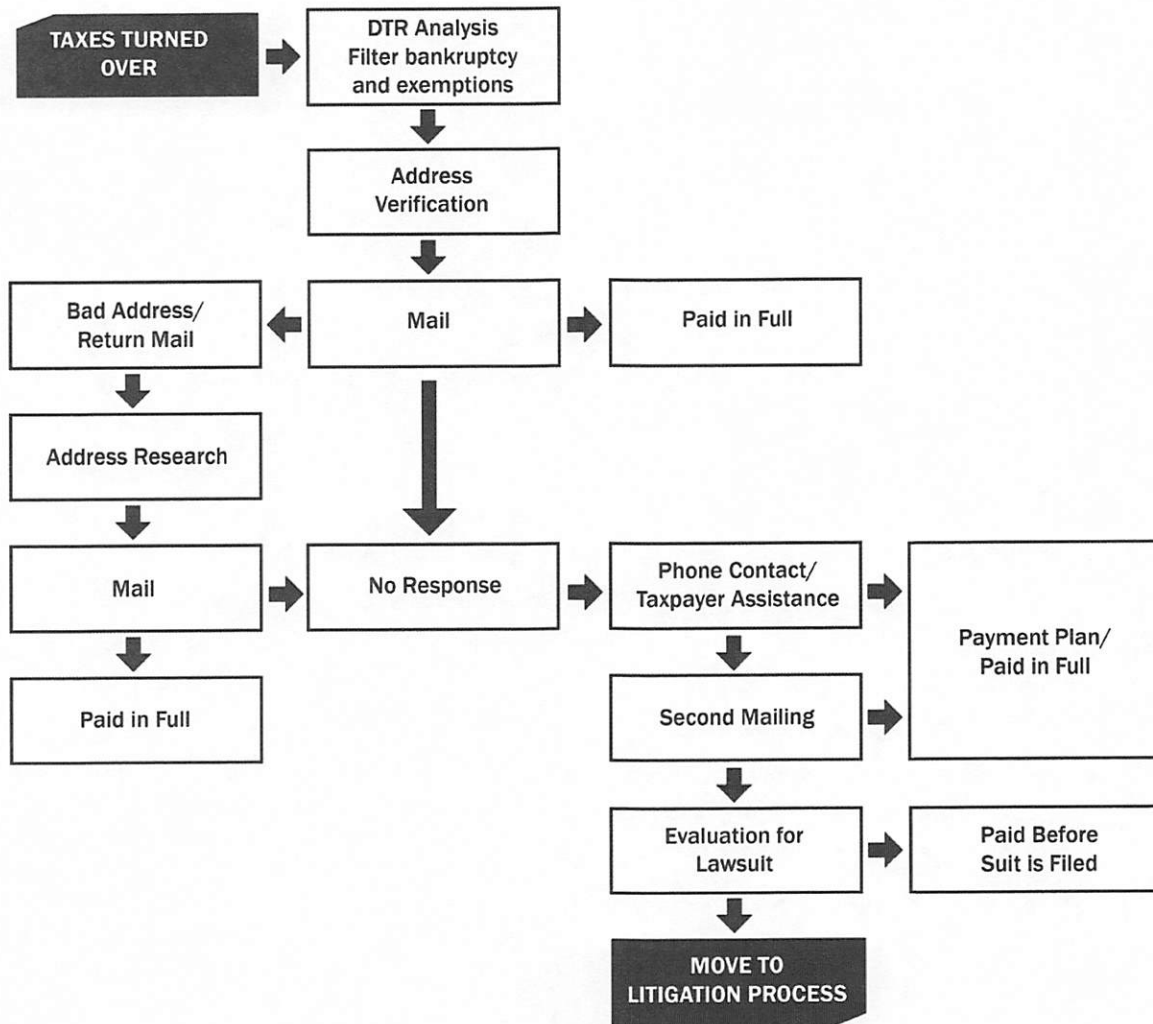 TAXES TURNED
OVER
DTR Analysis
Filter bankruptcy
and exemptions
Address
Verification
Bad Address/
Return Mail
Mail
Paid in Full
Address Research
Mail
No Response
Phone Contact/
Taxpayer Assistance
Payment Plan/
Paid in Full
Paid in Full
Second Mailing
Evaluation for
Lawsuit
Paid Before
Suit is Filed
MOVE TO
LITIGATION PROCESS